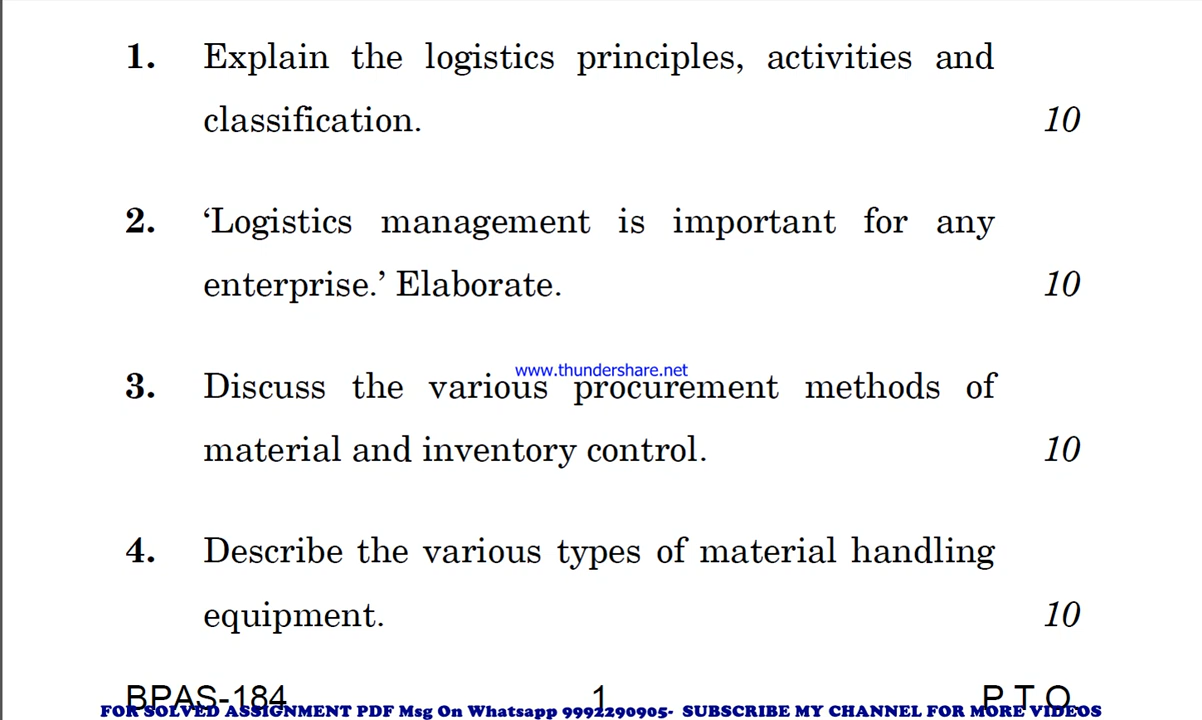 1. Explain the logistics principles, activities and
classification. 10
2. ‘Logistics management is important for any
enterprise.’ Elaborate. 10
www.thundershare.net
3. Discuss the various procurement methods of
material and inventory control. 10
4. Describe the various types of material handling
equipment. 10
BPAS-184 1 P.T.O.
FOR SOLVED ASSIGNMENT PDF Msg On Whatsapp 9992290905- SUBSCRIBE MY CHANNEL FOR MORE VIDEOS